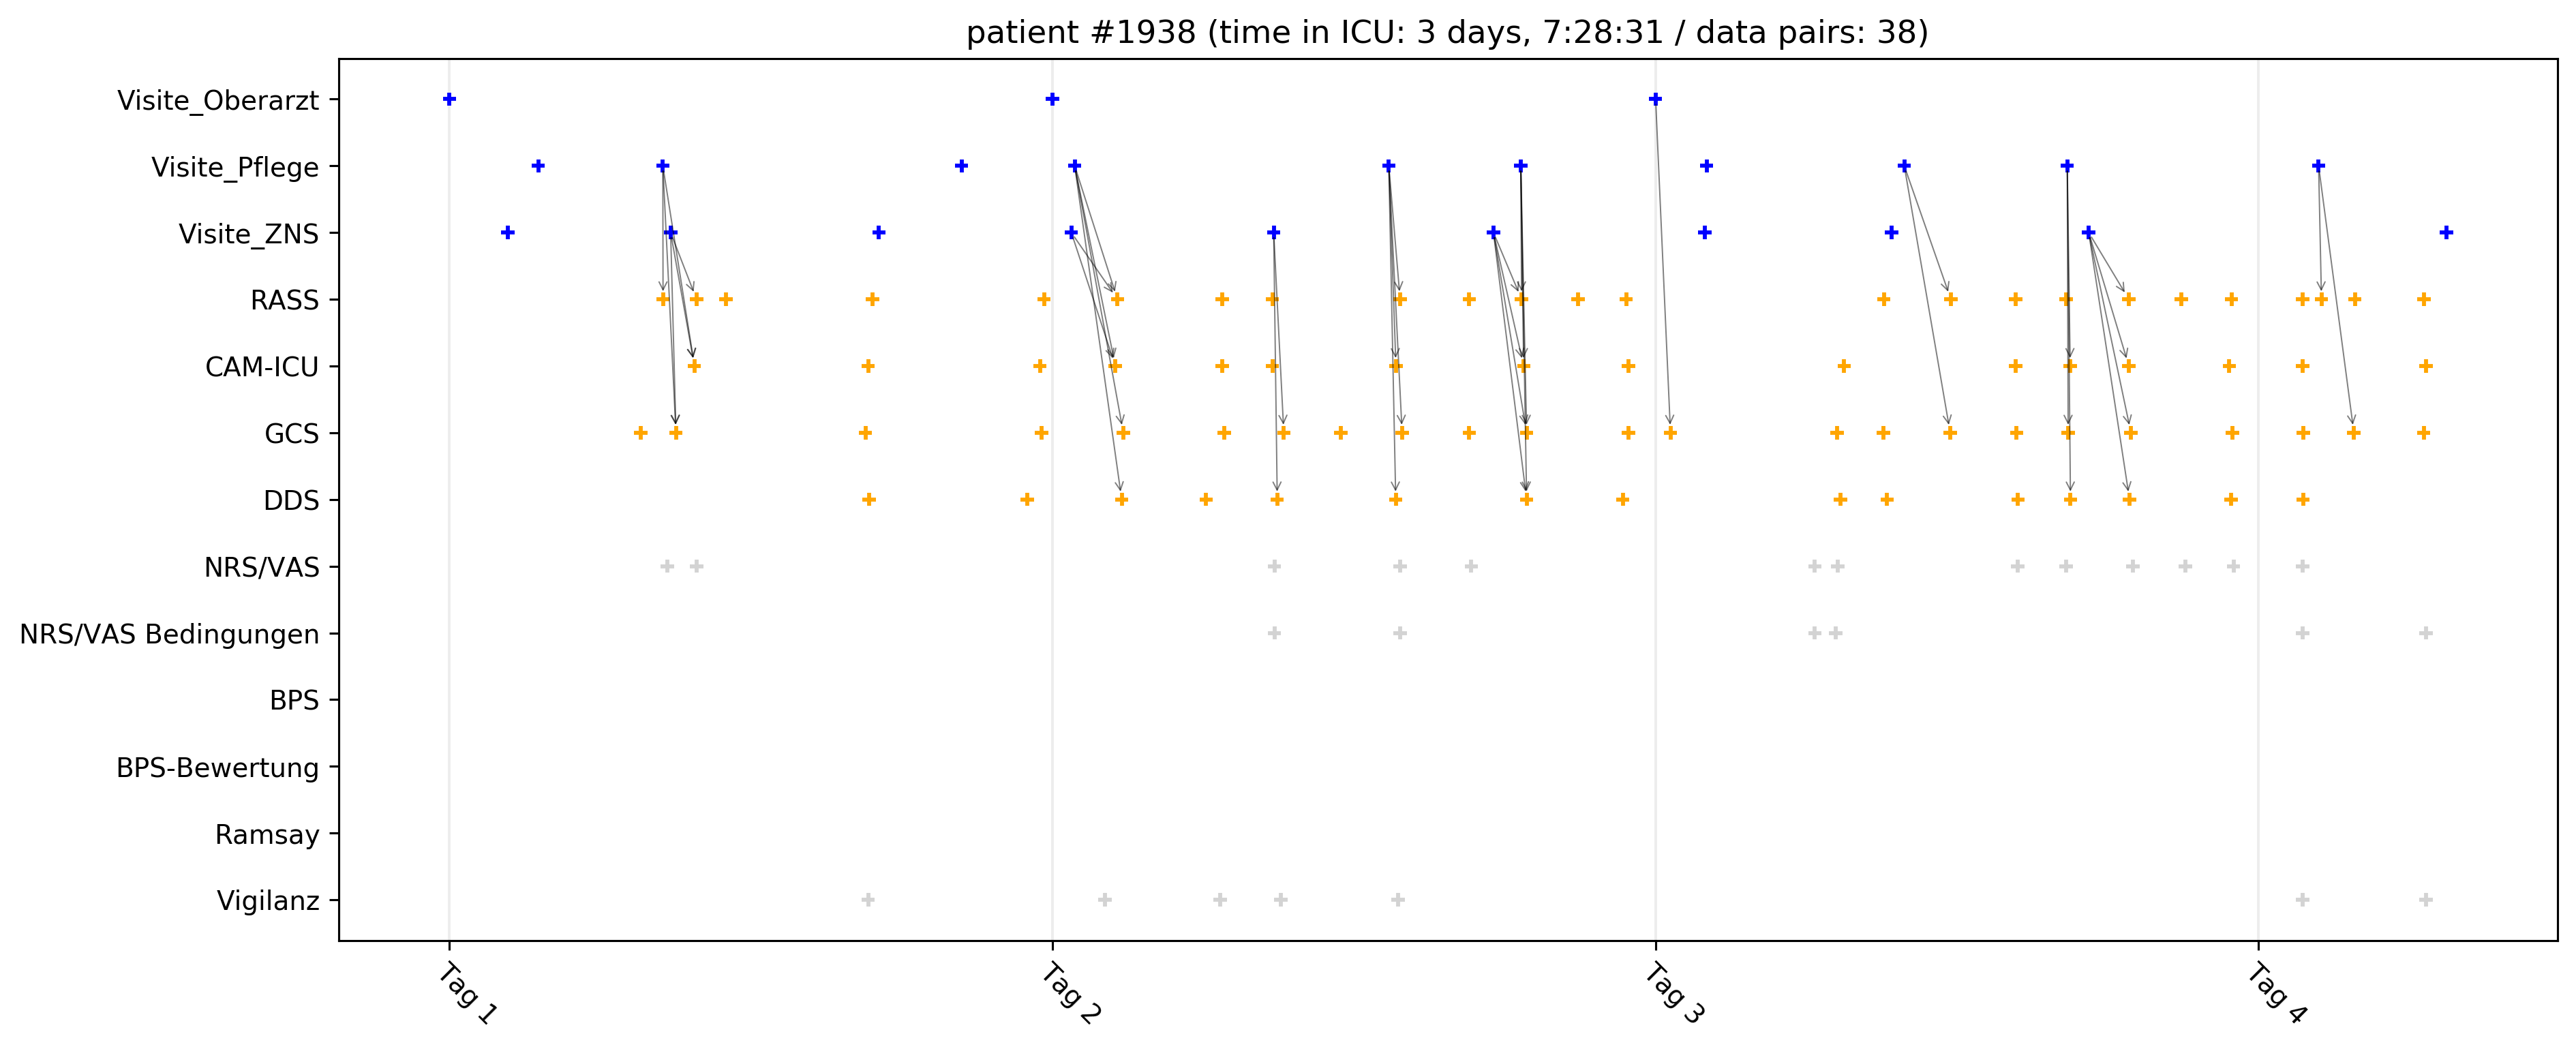 patient #1938 (time in ICU: 3 days, 7:28:31 / data pairs: 38)
Visite_Oberarzt
Visite_Pflege
Visite_ZNS
RASS
CAM-ICU
GCS
DDS
NRS/VAS
NRS/VAS Bedingungen
BPS
BPS-Bewertung
Ramsay
Vigilanz
Tag 1
Tag 2
Tag 3
Tag 4